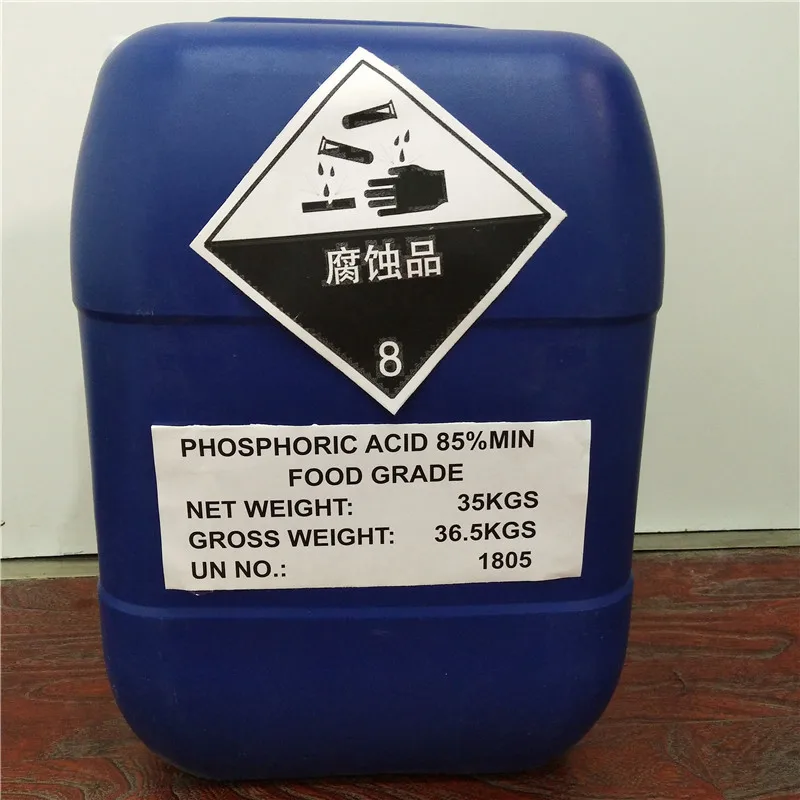 腐蚀品
8
PHOSPHORIC ACID 85%MIN
FOOD GRADE
NET WEIGHT: 35KGS
GROSS WEIGHT: 36.5KGS
UN NO.: 1805